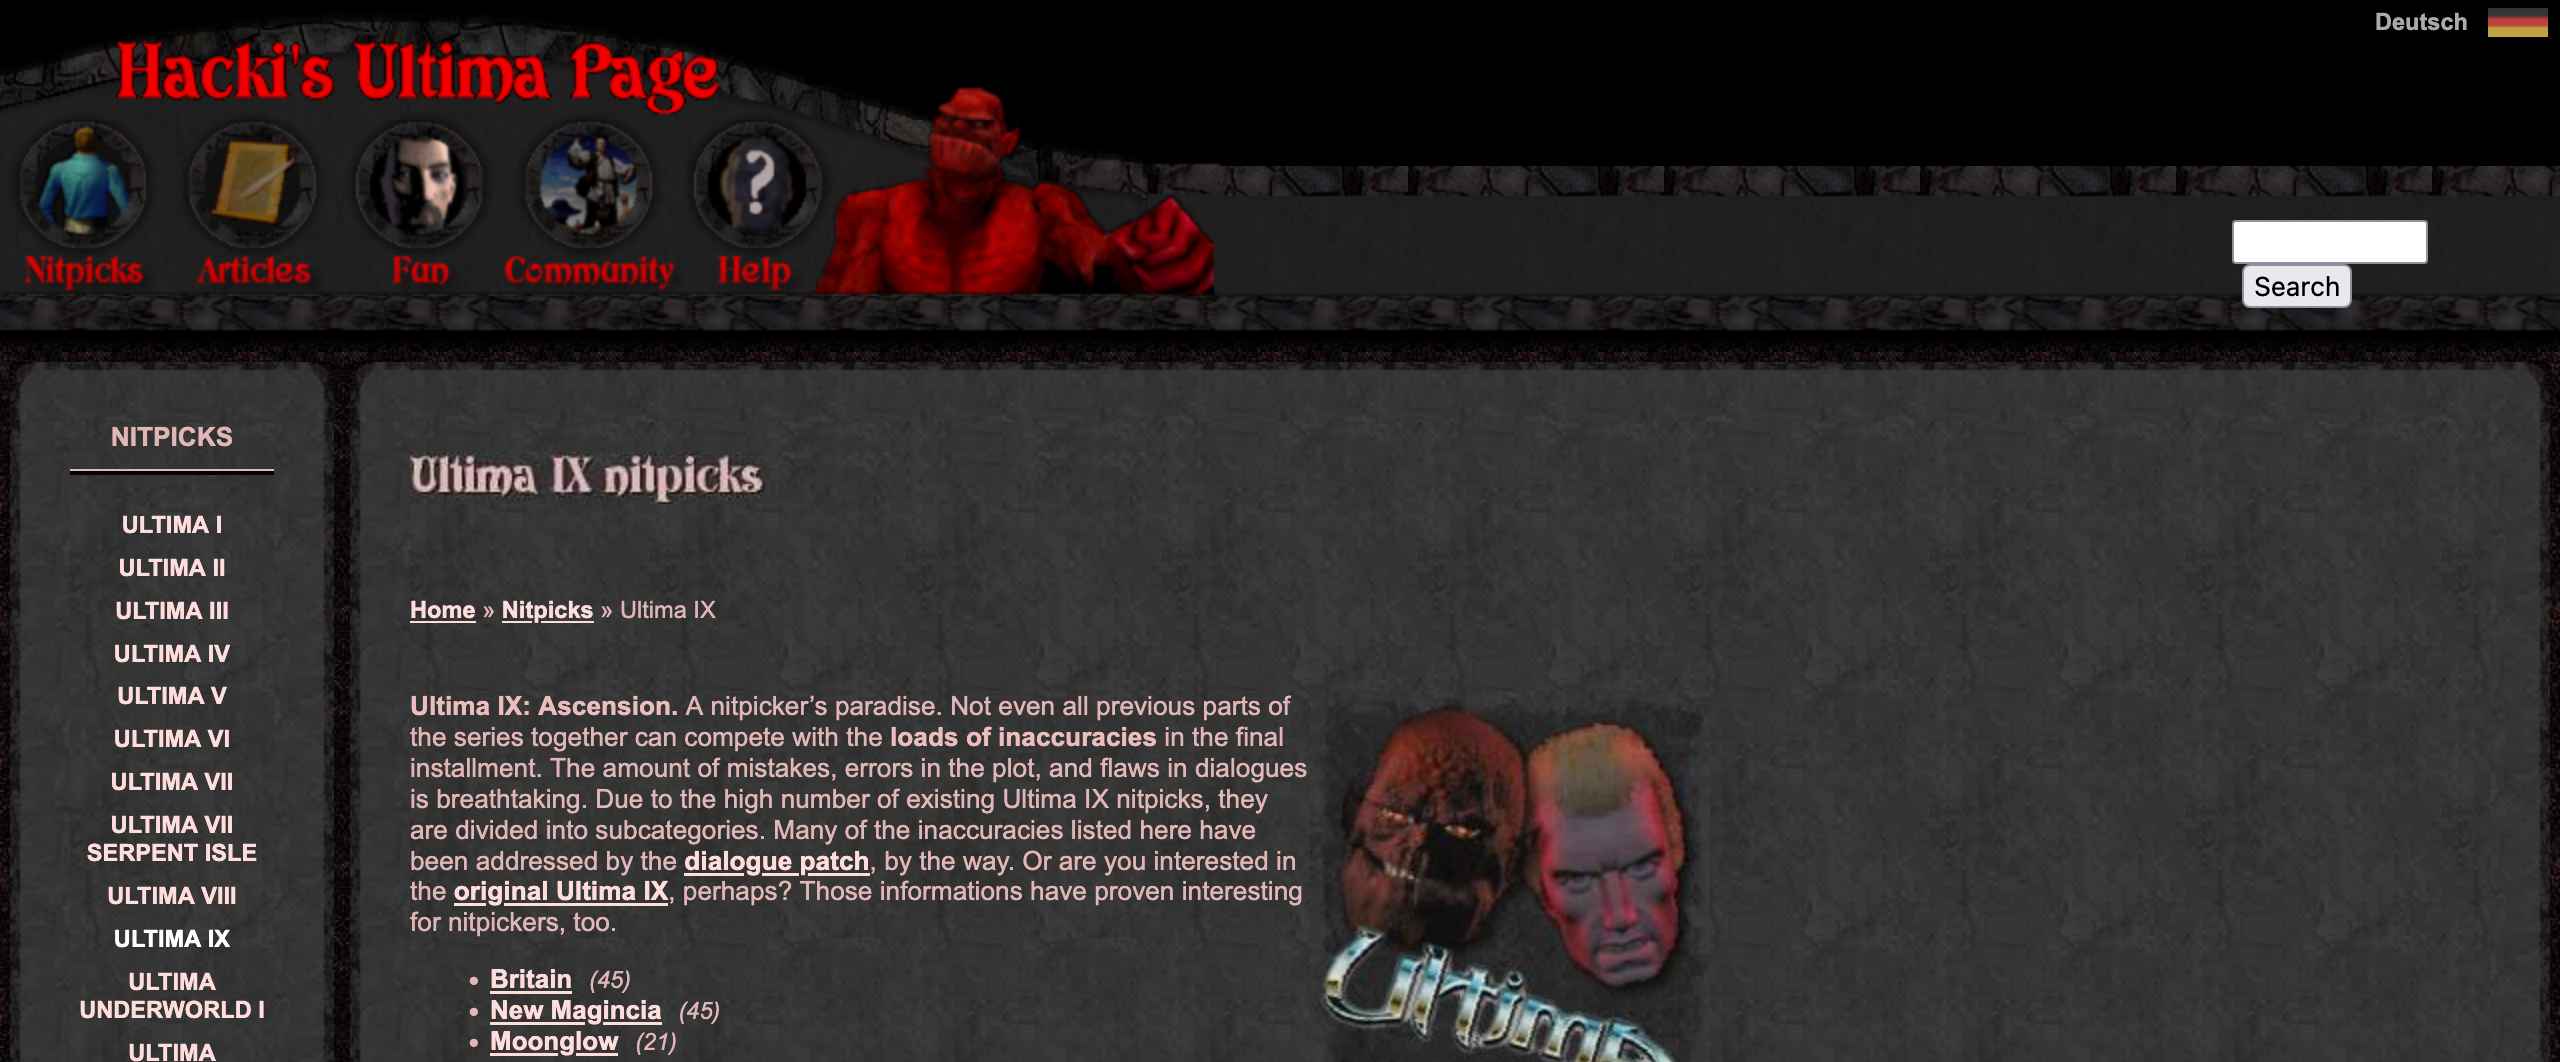 Deutsch
Hacki's Ultima Page
Nitpicks
Articles
Fun
Community
?
Help
Search
NITPICKS
ULTIMA I
ULTIMA II
ULTIMA III
ULTIMA IV
ULTIMA V
ULTIMA VI
ULTIMA VII
ULTIMA VII
SERPENT ISLE
ULTIMA VIII
ULTIMA IX
ULTIMA
UNDERWORLD I
ULTIMA
Ultima IX nitpicks
Home » Nitpicks » Ultima IX
Ultima IX: Ascension. A nitpicker’s paradise. Not even all previous parts of
the series together can compete with the loads of inaccuracies in the final
installment. The amount of mistakes, errors in the plot, and flaws in dialogues
is breathtaking. Due to the high number of existing Ultima IX nitpicks, they
are divided into subcategories. Many of the inaccuracies listed here have
been addressed by the dialogue patch, by the way. Or are you interested in
the original Ultima IX, perhaps? Those informations have proven interesting
for nitpickers, too.
• Britain (45)
• New Magincia (45)
• Moonglow (21)
Ultima